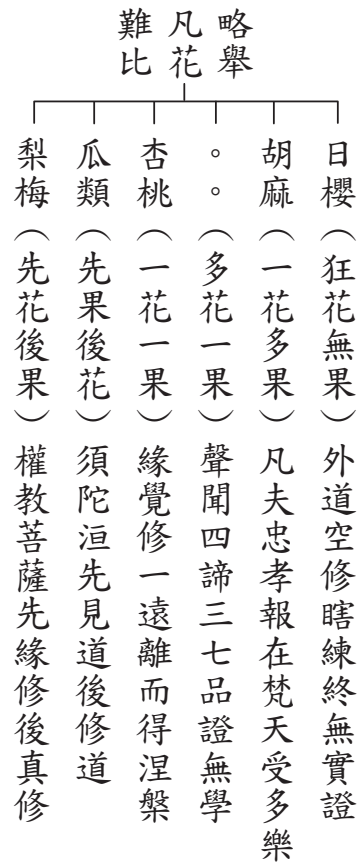 略舉
凡花
難比
日櫻（狂花無果）外道空修瞎練終無實證
胡麻（一花多果）凡夫忠孝報在梵天受多樂
。。（多花一果）聲聞四諦三七品證無學
杏桃（一花一果）緣覺修一遠離而得涅槃
瓜類（先果後花）須陀洹先見道後修道
梨梅（先花後果）權教菩薩先緣修後真修